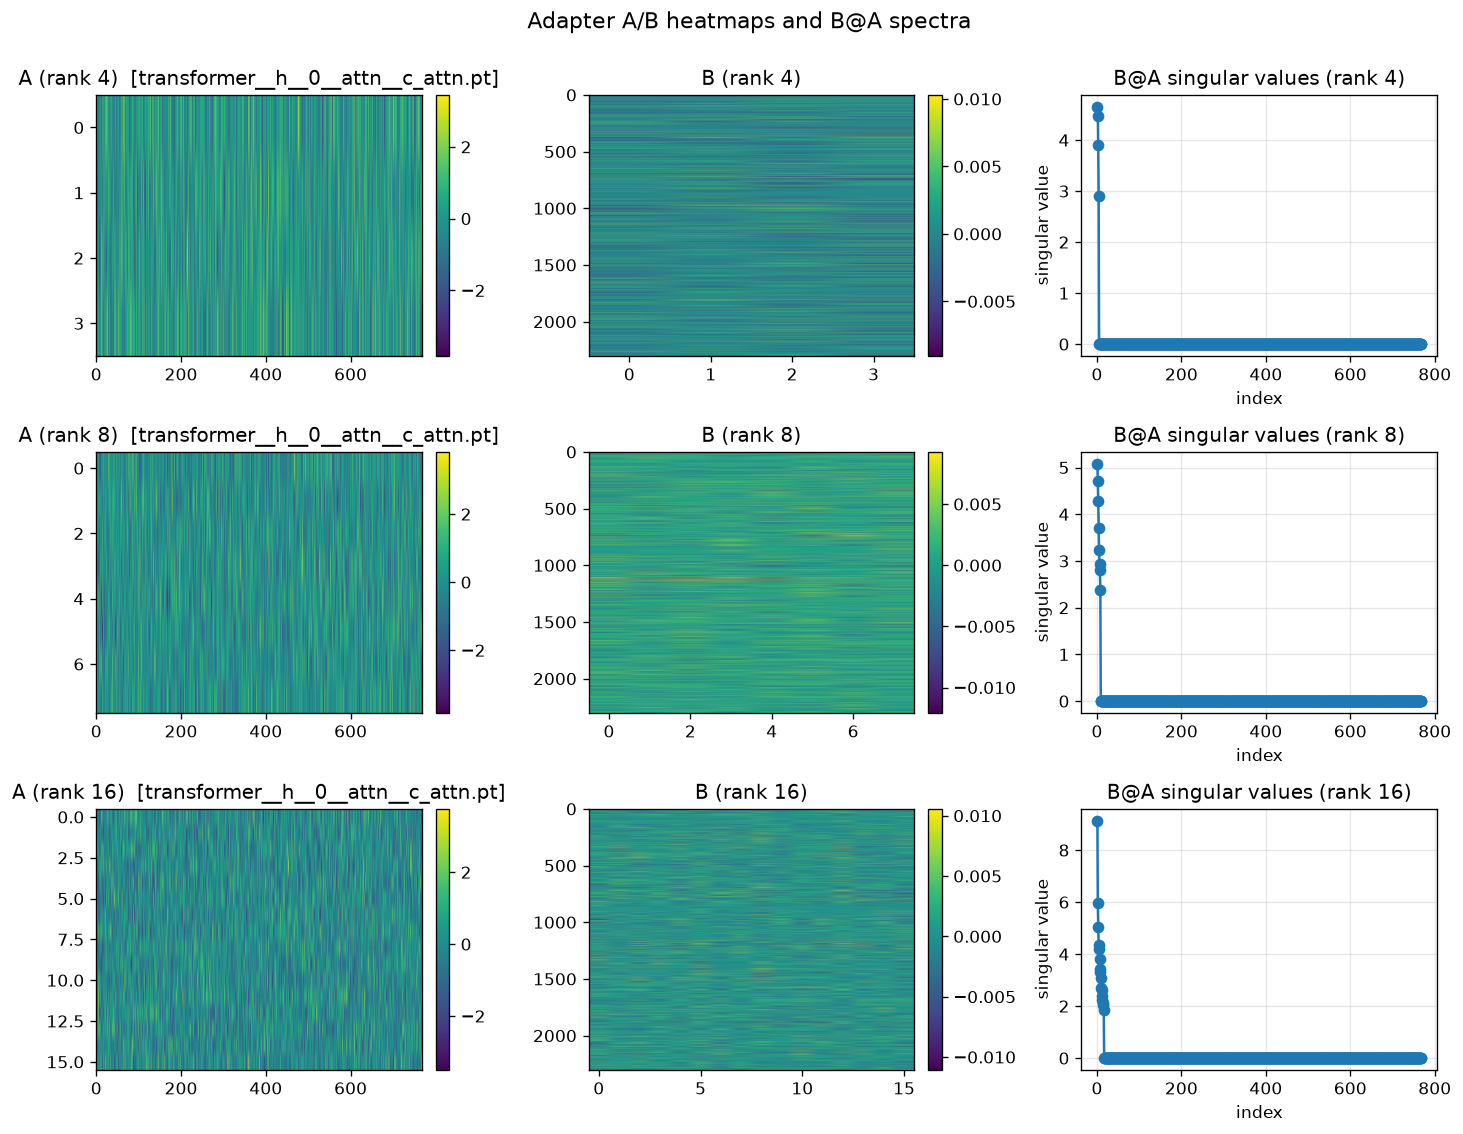 Adapter A/B heatmaps and B@A spectra
A (rank 4) [transformer__h__0__attn__c_attn.pt]
0
1
2
3
0 200 400 600
2
0
−2
B (rank 4)
0
500
1000
1500
2000
0 1 2 3
0.010
0.005
0.000
−0.005
B@A singular values (rank 4)
singular value
4
3
2
1
0
0 200 400 600 800
index
A (rank 8) [transformer__h__0__attn__c_attn.pt]
0
2
4
6
0 200 400 600
2
0
−2
B (rank 8)
0
500
1000
1500
2000
0 2 4 6
0.005
0.000
−0.005
−0.010
B@A singular values (rank 8)
singular value
5
4
3
2
1
0
0 200 400 600 800
index
A (rank 16) [transformer__h__0__attn__c_attn.pt]
0.0
2.5
5.0
7.5
10.0
12.5
15.0
0 200 400 600
2
0
−2
B (rank 16)
0
500
1000
1500
2000
0 5 10 15
0.010
0.005
0.000
−0.005
−0.010
B@A singular values (rank 16)
singular value
8
6
4
2
0
0 200 400 600 800
index